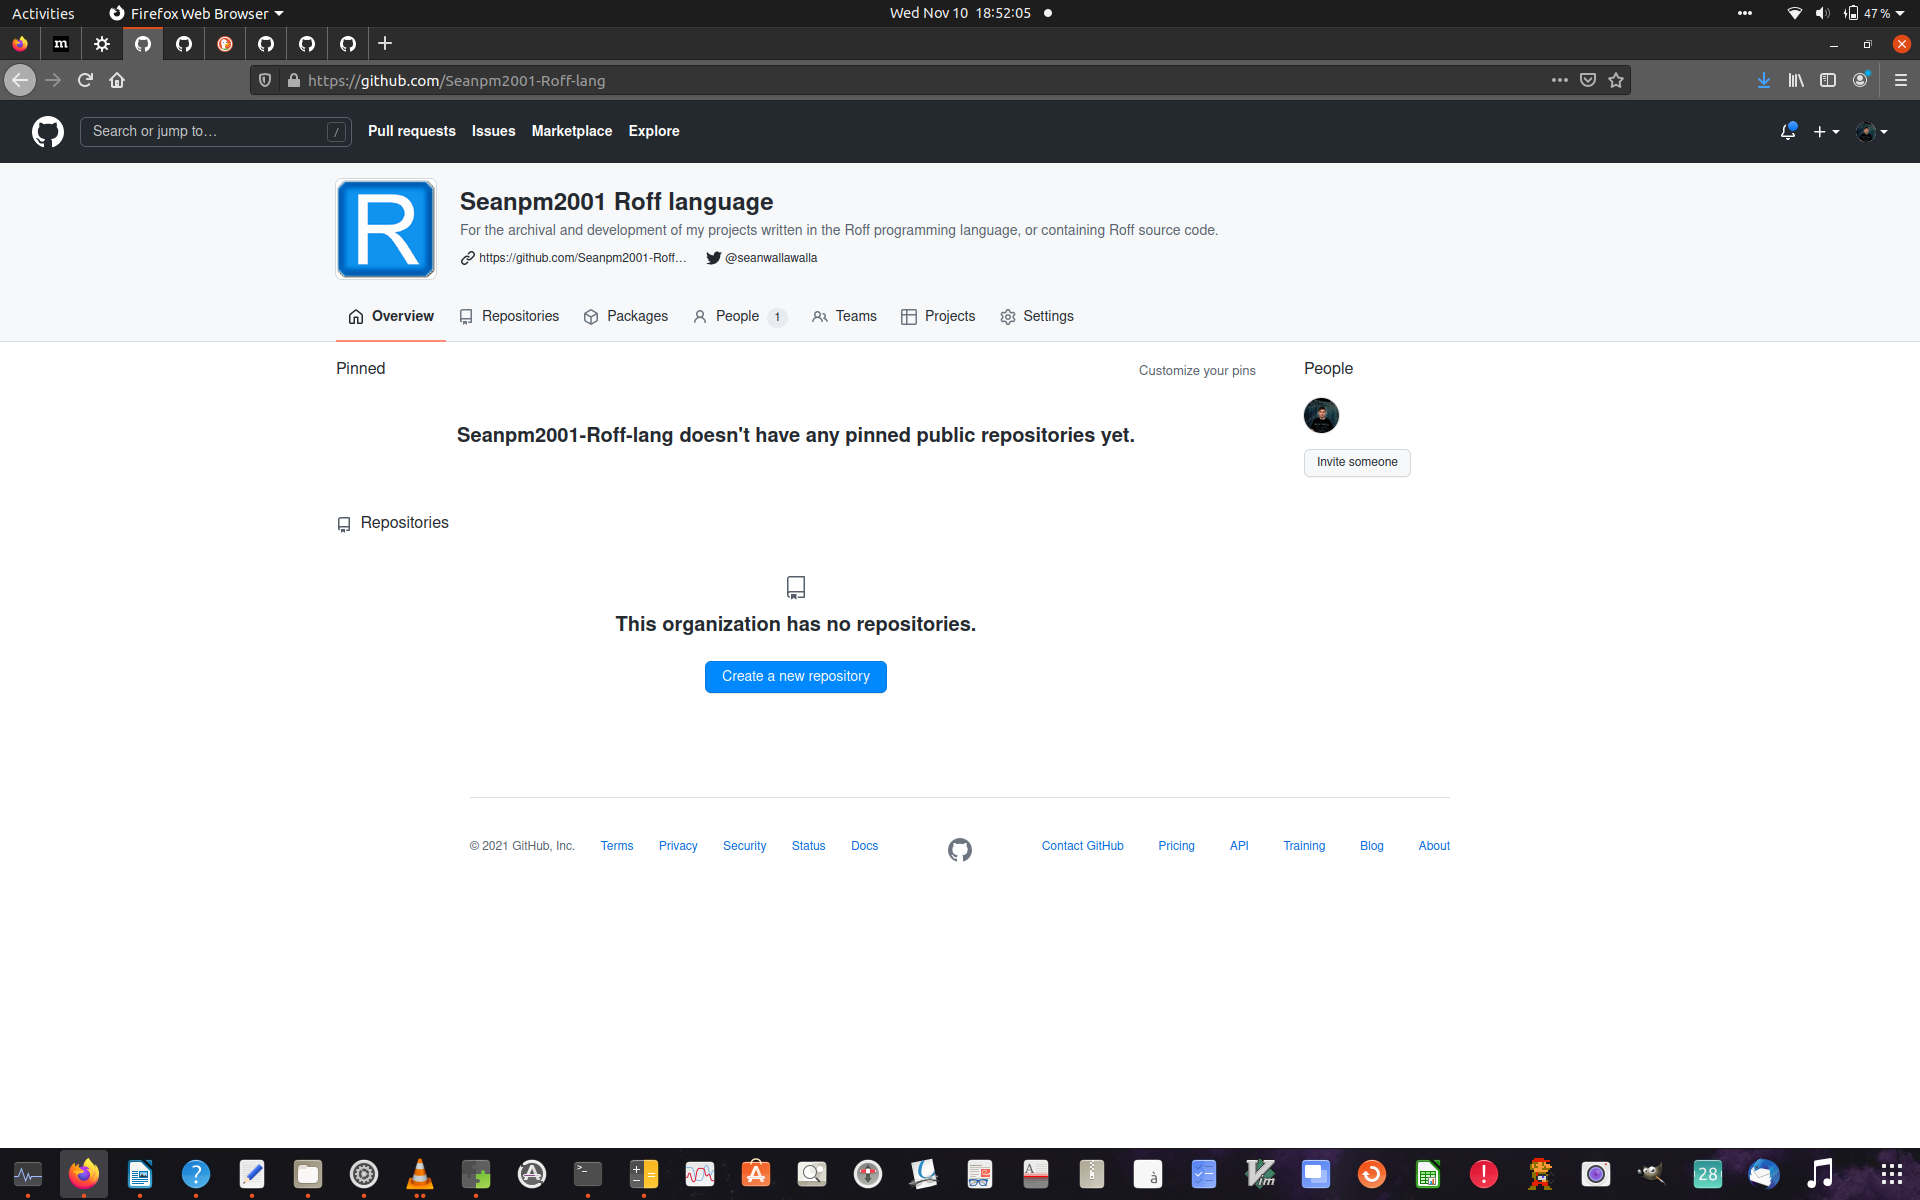 Activities Firefox Web Browser Wed Nov 10 18:52:05 47 %
m
https://github.com/Seanpm2001-Roff-lang
Search or jump to… / Pull requests Issues Marketplace Explore
R
Seanpm2001 Roff language
For the archival and development of my projects written in the Roff programming language, or containing Roff source code.
https://github.com/Seanpm2001-Roff… @seanwallawalla
Overview Repositories Packages People 1 Teams Projects Settings
Pinned Customize your pins People
Seanpm2001-Roff-lang doesn't have any pinned public repositories yet.
Invite someone
Repositories
This organization has no repositories.
Create a new repository
© 2021 GitHub, Inc. Terms Privacy Security Status Docs Contact GitHub Pricing API Training Blog About
? >_ A à Vim ! 28